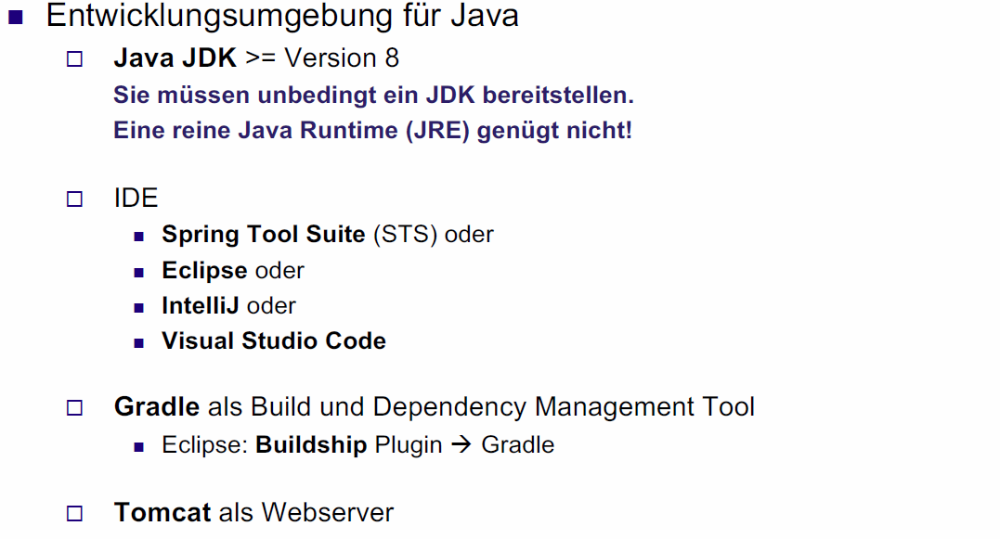 Entwicklungsumgebung für Java
Java JDK >= Version 8
Sie müssen unbedingt ein JDK bereitstellen.
Eine reine Java Runtime (JRE) genügt nicht!
IDE
Spring Tool Suite (STS) oder
Eclipse oder
IntelliJ oder
Visual Studio Code
Gradle als Build und Dependency Management Tool
Eclipse: Buildship Plugin → Gradle
Tomcat als Webserver